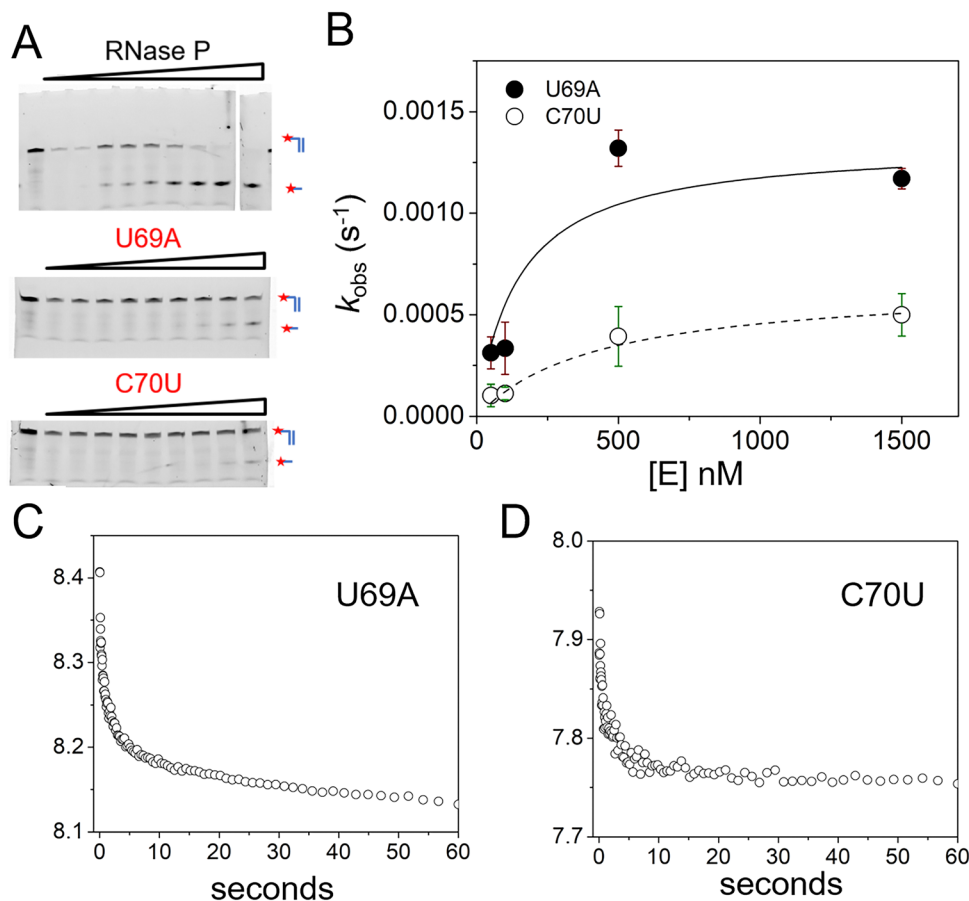 A
RNase P
U69A
C70U
B
U69A
C70U
0.0015
0.0010
0.0005
0.0000
kobs (s-1)
0
500
1000
1500
[E] nM
C
U69A
8.4
8.3
8.2
8.1
0
10
20
30
40
50
60
seconds
D
C70U
8.0
7.9
7.8
7.7
0
10
20
30
40
50
60
seconds